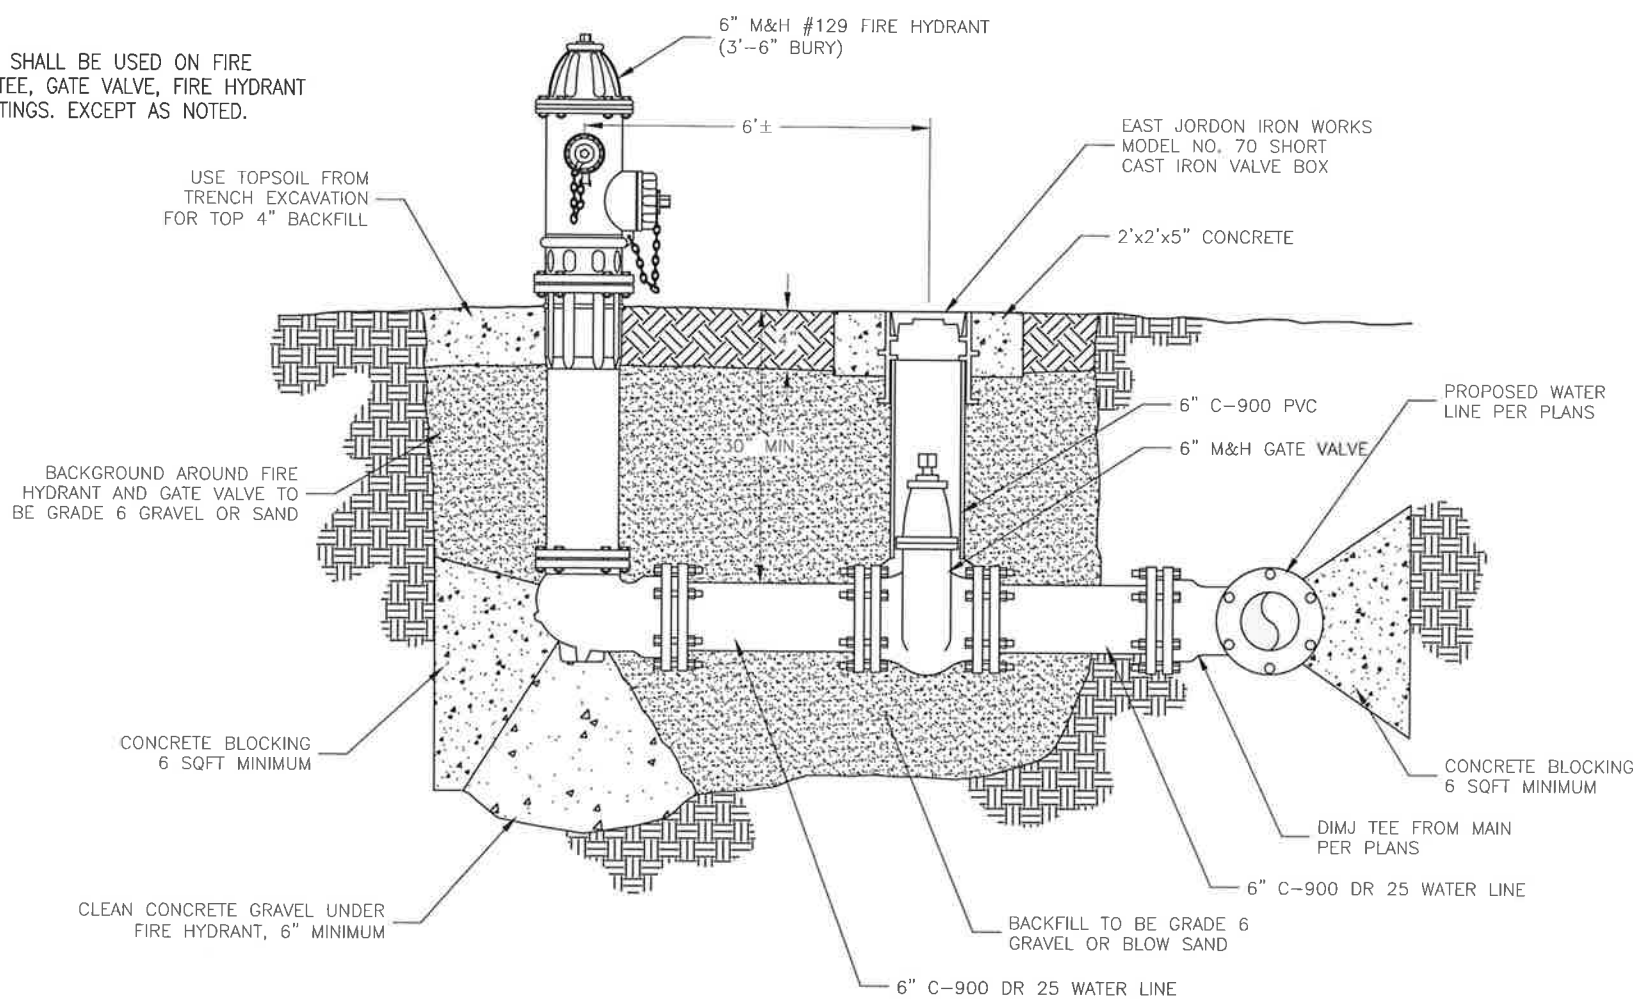 SHALL BE USED ON FIRE
TEE, GATE VALVE, FIRE HYDRANT
TINGS. EXCEPT AS NOTED.
6" M&H #129 FIRE HYDRANT
(3'-6" BURY)
6'±
EAST JORDON IRON WORKS
MODEL NO. 70 SHORT
CAST IRON VALVE BOX
USE TOPSOIL FROM
TRENCH EXCAVATION
FOR TOP 4" BACKFILL
2'x2'x5" CONCRETE
4"
PROPOSED WATER
LINE PER PLANS
6" C-900 PVC
30" MIN.
6" M&H GATE VALVE
BACKGROUND AROUND FIRE
HYDRANT AND GATE VALVE TO
BE GRADE 6 GRAVEL OR SAND
CONCRETE BLOCKING
6 SQFT MINIMUM
CONCRETE BLOCKING
6 SQFT MINIMUM
DIMJ TEE FROM MAIN
PER PLANS
6" C-900 DR 25 WATER LINE
CLEAN CONCRETE GRAVEL UNDER
FIRE HYDRANT, 6" MINIMUM
BACKFILL TO BE GRADE 6
GRAVEL OR BLOW SAND
6" C-900 DR 25 WATER LINE